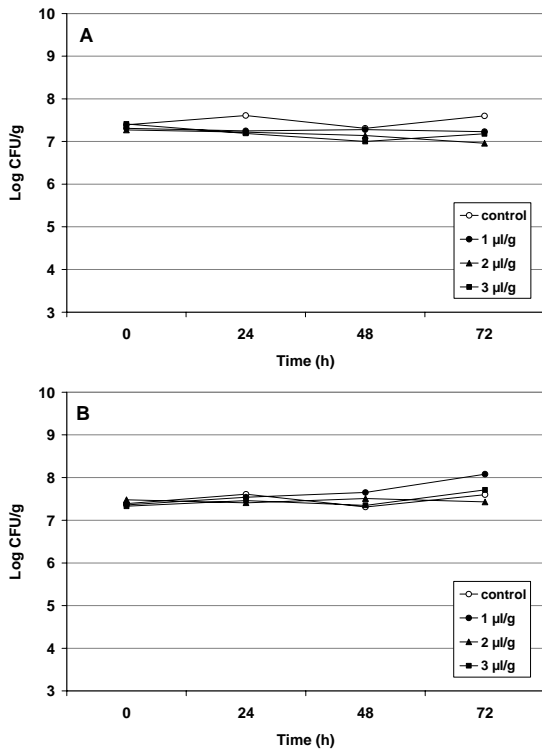 A
10
9
8
7
6
5
4
3
Log CFU/g
control
1 µl/g
2 µl/g
3 µl/g
0 24 48 72
Time (h)
B
10
9
8
7
6
5
4
3
Log CFU/g
control
1 µl/g
2 µl/g
3 µl/g
0 24 48 72
Time (h)